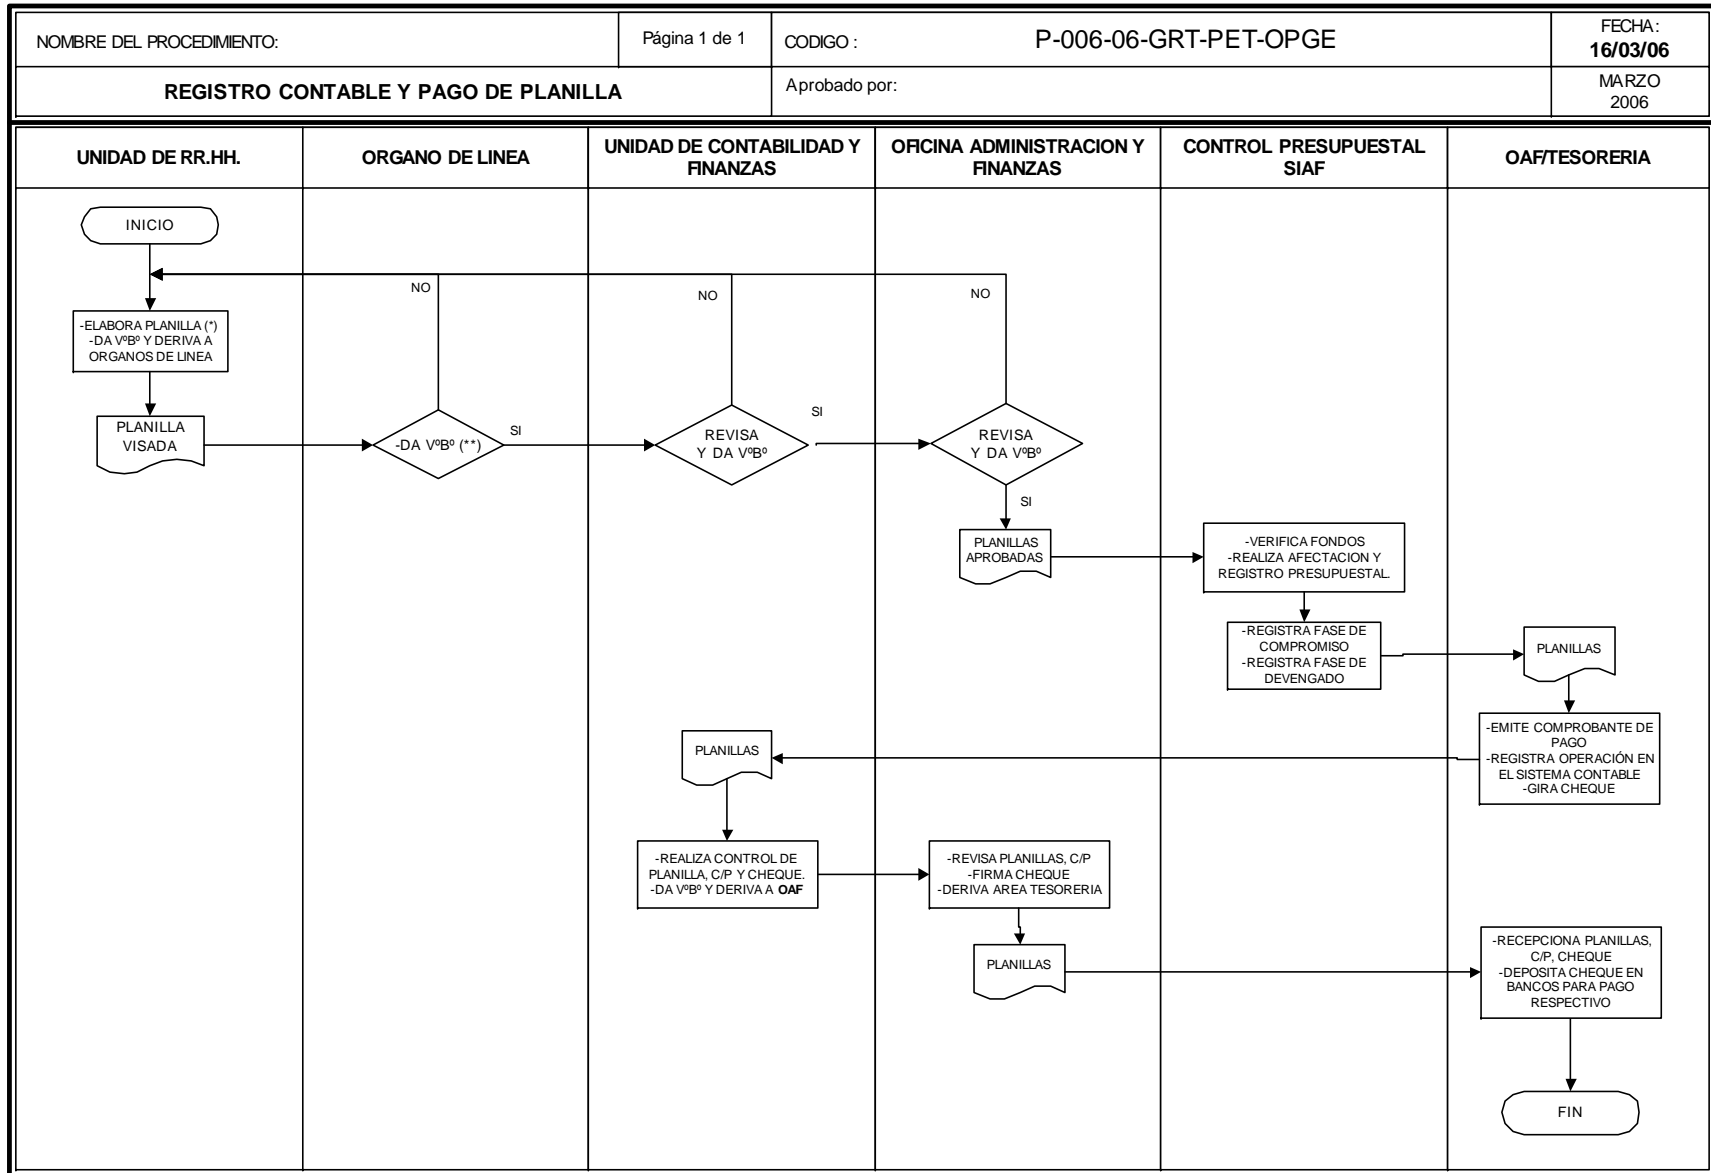 NOMBRE DEL PROCEDIMIENTO:
Página 1 de 1
CODIGO :
P-006-06-GRT-PET-OPGE
FECHA:
16/03/06
REGISTRO CONTABLE Y PAGO DE PLANILLA
Aprobado por:
MARZO
2006
UNIDAD DE RR.HH.
ORGANO DE LINEA
UNIDAD DE CONTABILIDAD Y
FINANZAS
OFICINA ADMINISTRACION Y
FINANZAS
CONTROL PRESUPUESTAL
SIAF
OAF/TESORERIA
INICIO
NO
NO
NO
-ELABORA PLANILLA (*)
-DA VºBº Y DERIVA A
ORGANOS DE LINEA
PLANILLA
VISADA
-DA VºBº (**)
SI
REVISA
Y DA VºBº
SI
REVISA
Y DA VºBº
SI
PLANILLAS
APROBADAS
-VERIFICA FONDOS
-REALIZA AFECTACION Y
REGISTRO PRESUPUESTAL.
-REGISTRA FASE DE
COMPROMISO
-REGISTRA FASE DE
DEVENGADO
PLANILLAS
-EMITE COMPROBANTE DE
PAGO
-REGISTRA OPERACIÓN EN
EL SISTEMA CONTABLE
-GIRA CHEQUE
PLANILLAS
-REALIZA CONTROL DE
PLANILLA, C/P Y CHEQUE.
-DA VºBº Y DERIVA A OAF
-REVISA PLANILLAS, C/P
-FIRMA CHEQUE
-DERIVA AREA TESORERIA
PLANILLAS
-RECEPCIONA PLANILLAS,
C/P, CHEQUE
-DEPOSITA CHEQUE EN
BANCOS PARA PAGO
RESPECTIVO
FIN